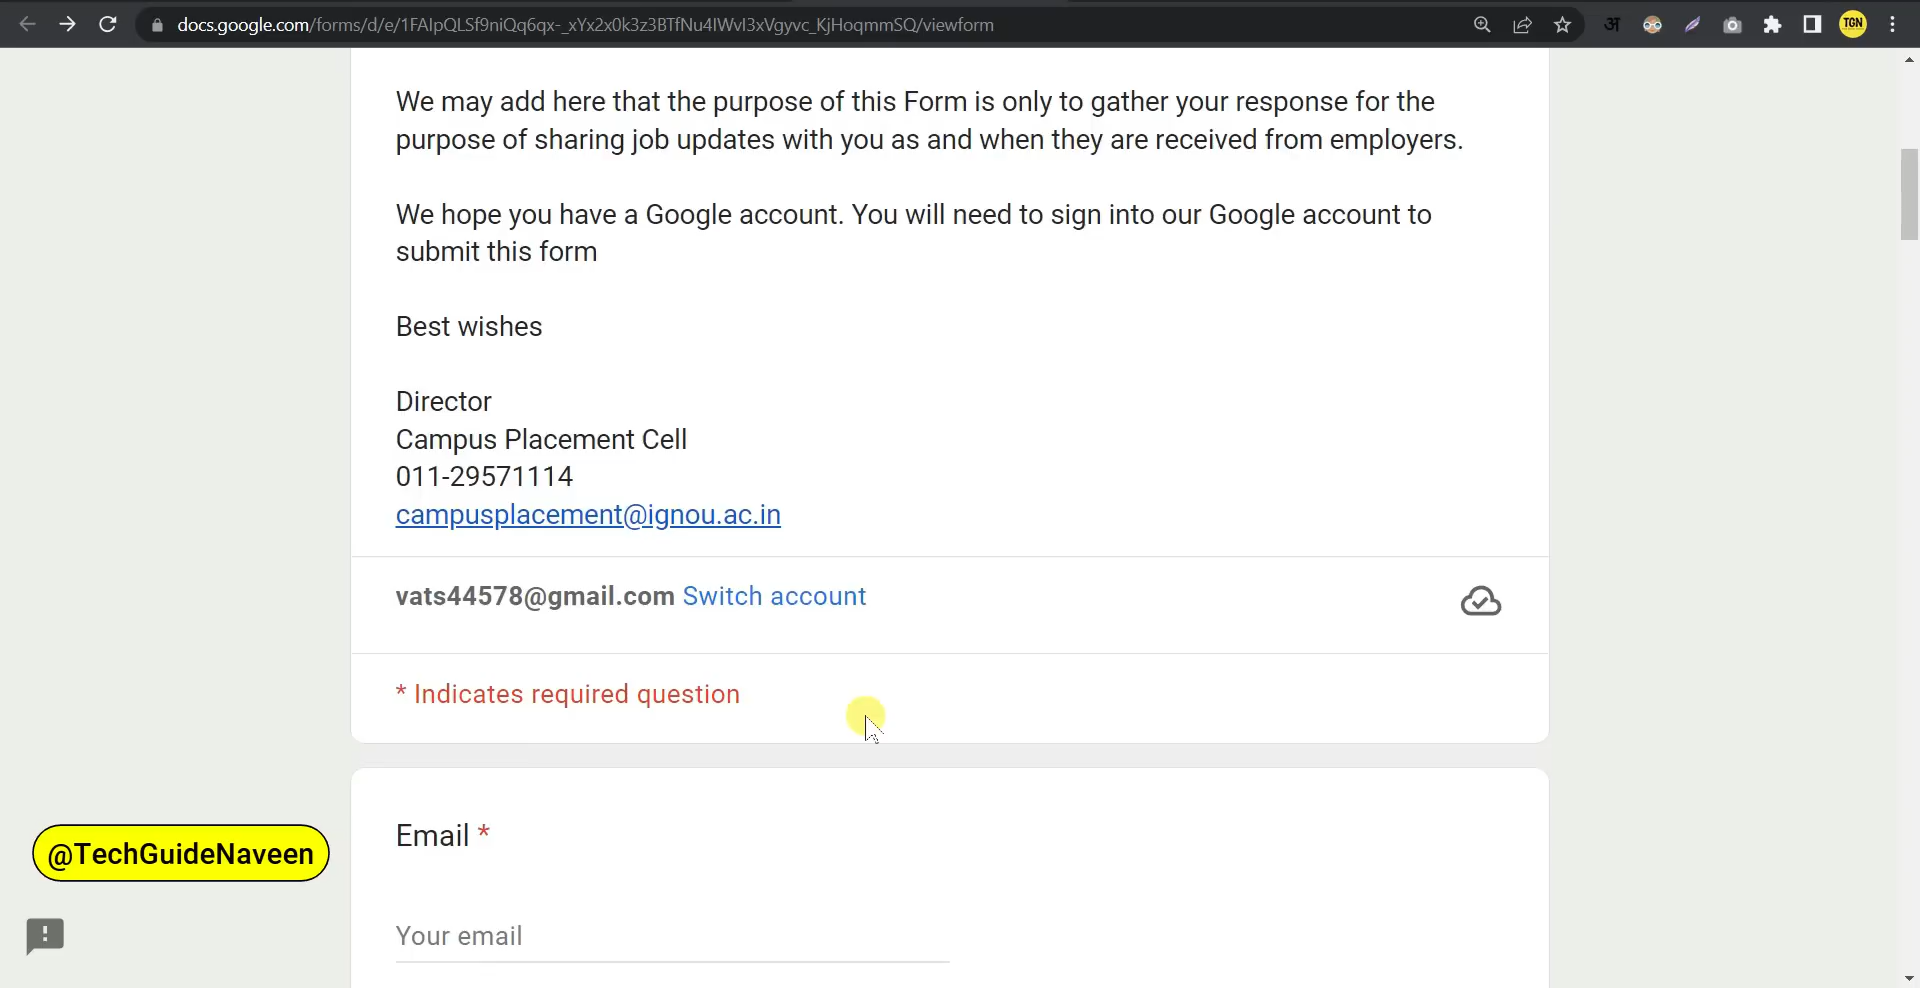 docs.google.com/forms/d/e/1FAIpQLSf9niQq6qx-_xYx2x0k3z3BTfNu4IWvI3xVgyvc_KjHoqmmSQ/viewform
अ
TGN
We may add here that the purpose of this Form is only to gather your response for the
purpose of sharing job updates with you as and when they are received from employers.
We hope you have a Google account. You will need to sign into our Google account to
submit this form
Best wishes
Director
Campus Placement Cell
011-29571114
campusplacement@ignou.ac.in
vats44578@gmail.com Switch account
* Indicates required question
Email *
@TechGuideNaveen
Your email